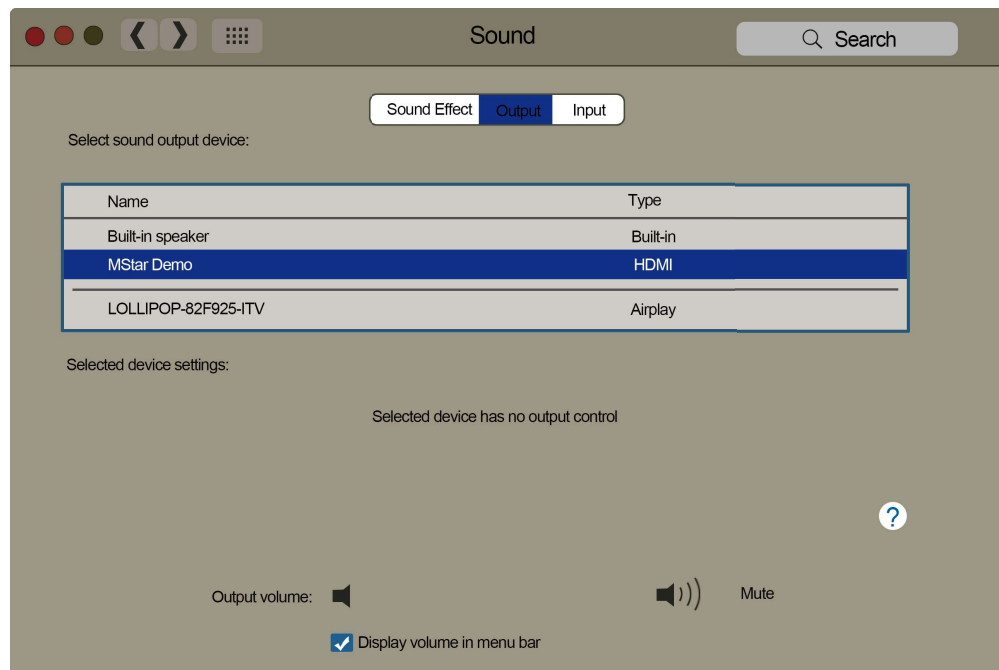 Sound
Search
Sound Effect Output Input
Select sound output device:
Name Type
Built-in speaker Built-in
MStar Demo HDMI
LOLLIPOP-82F925-ITV Airplay
Selected device settings:
Selected device has no output control
?
Output volume: Mute
Display volume in menu bar